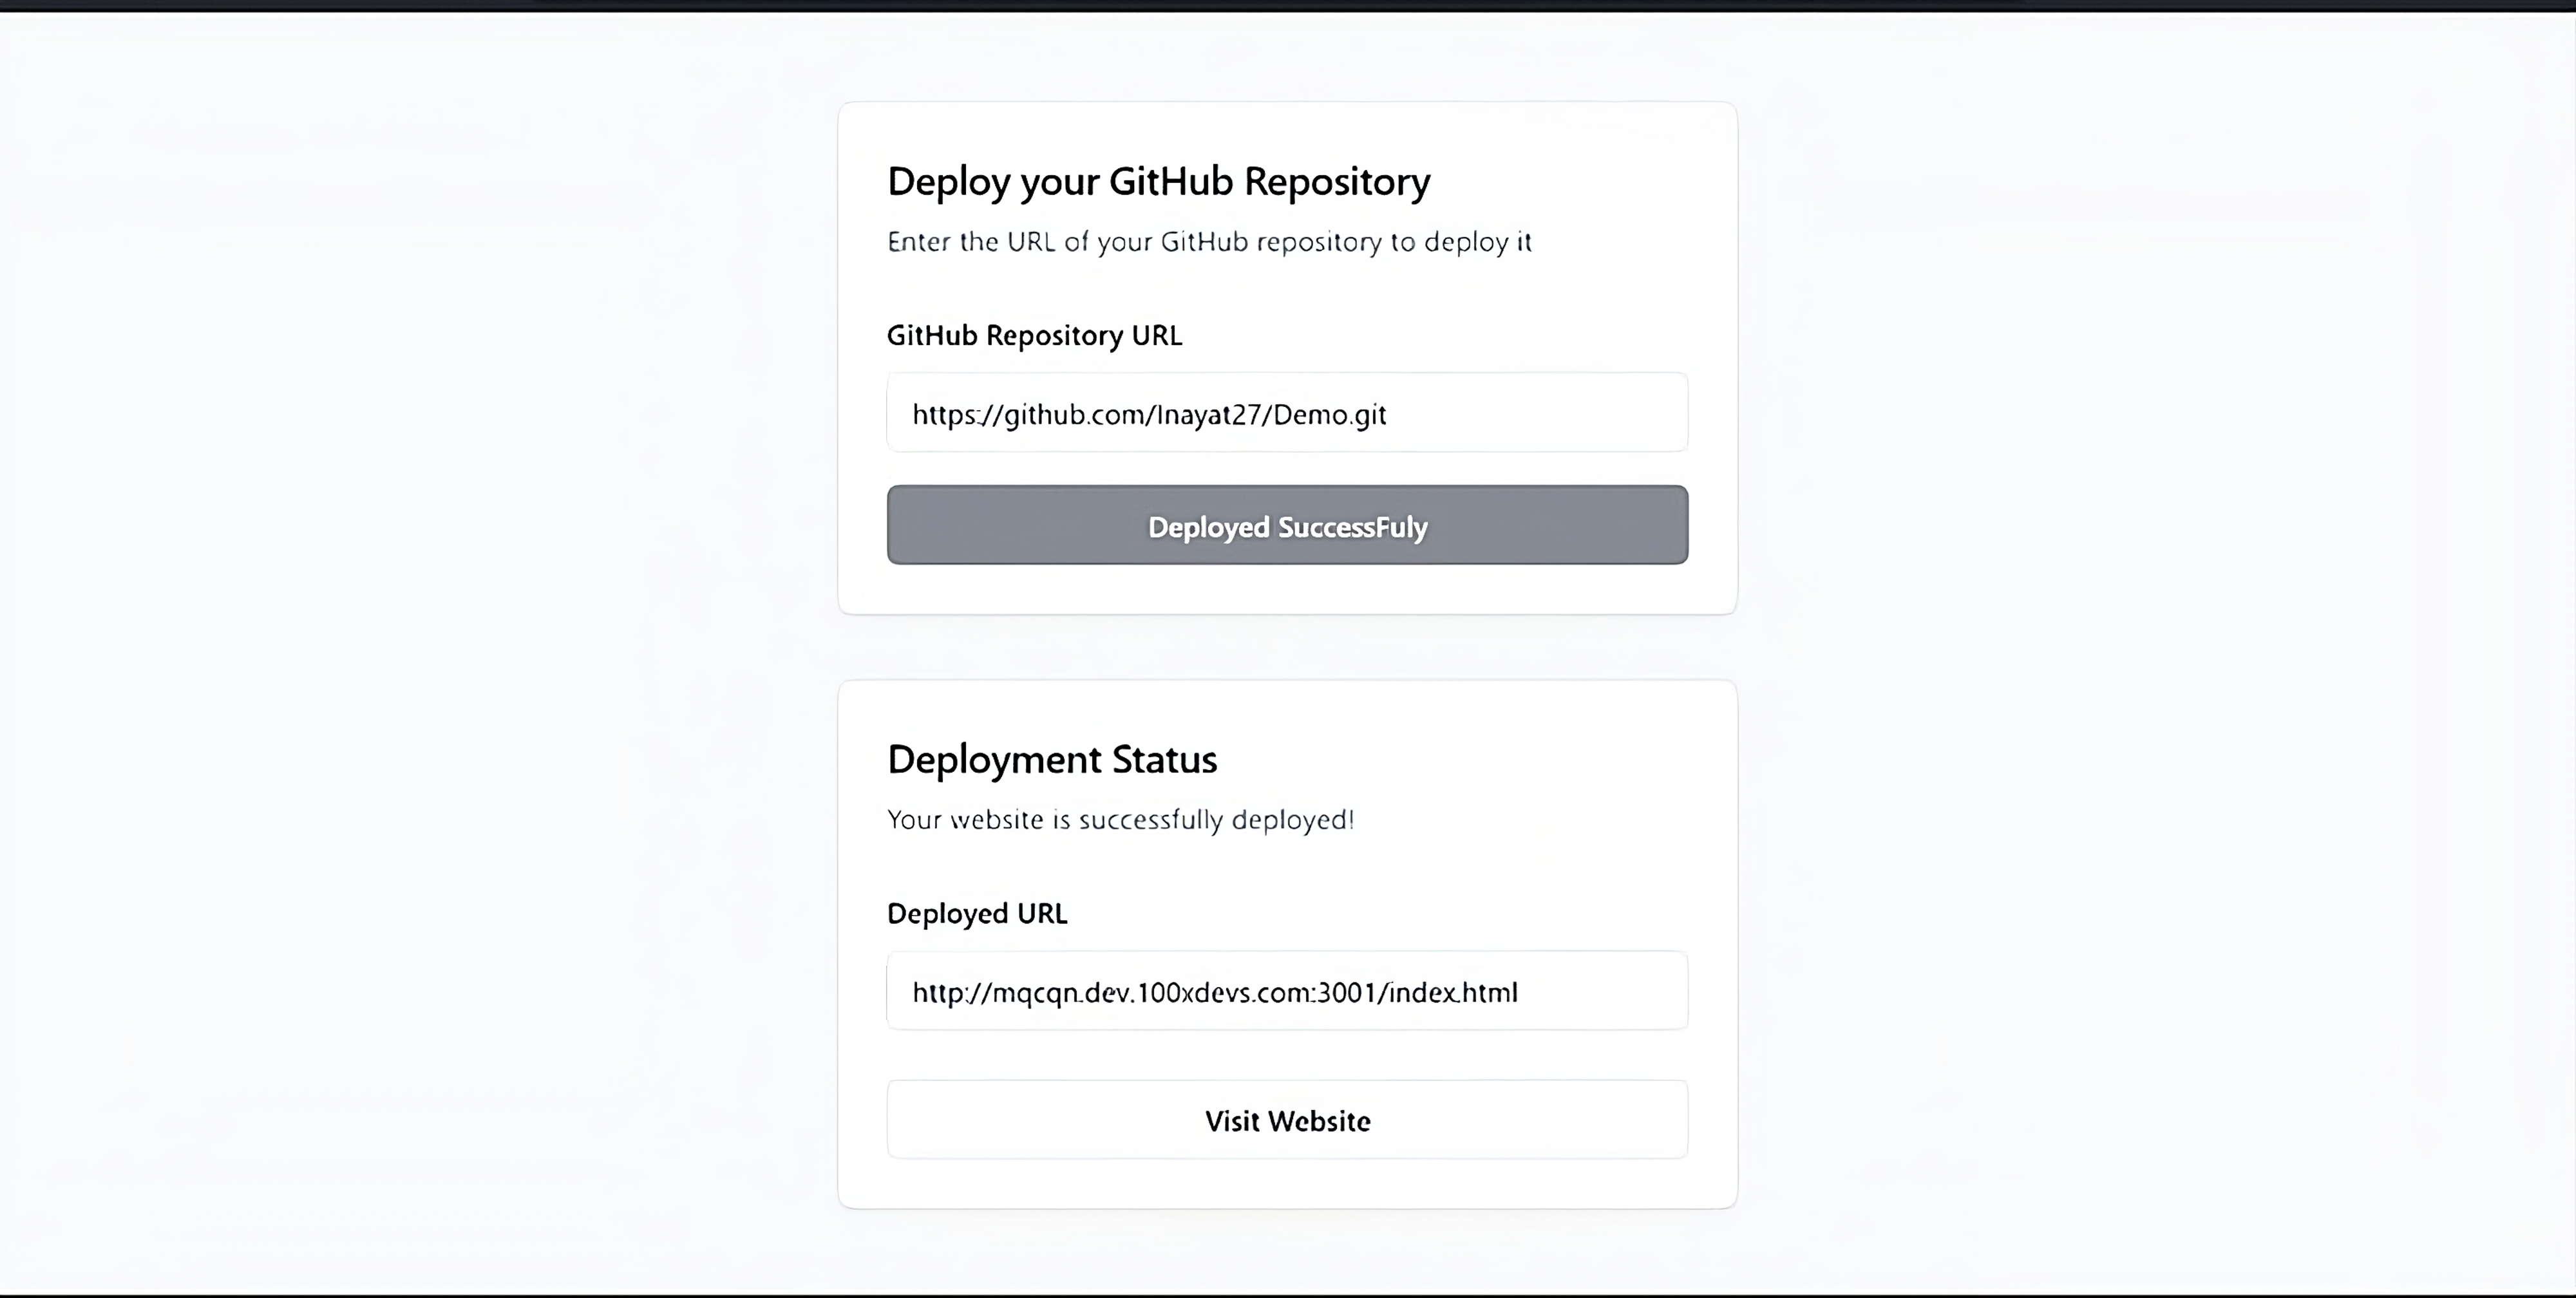 Deploy your GitHub Repository
Enter the URL of your GitHub repository to deploy it
GitHub Repository URL
https://github.com/Inayat27/Demo.git
Deployed SuccessFuly
Deployment Status
Your website is successfully deployed!
Deployed URL
http://mqcqn.dev.100xdevs.com:3001/index.html
Visit Website